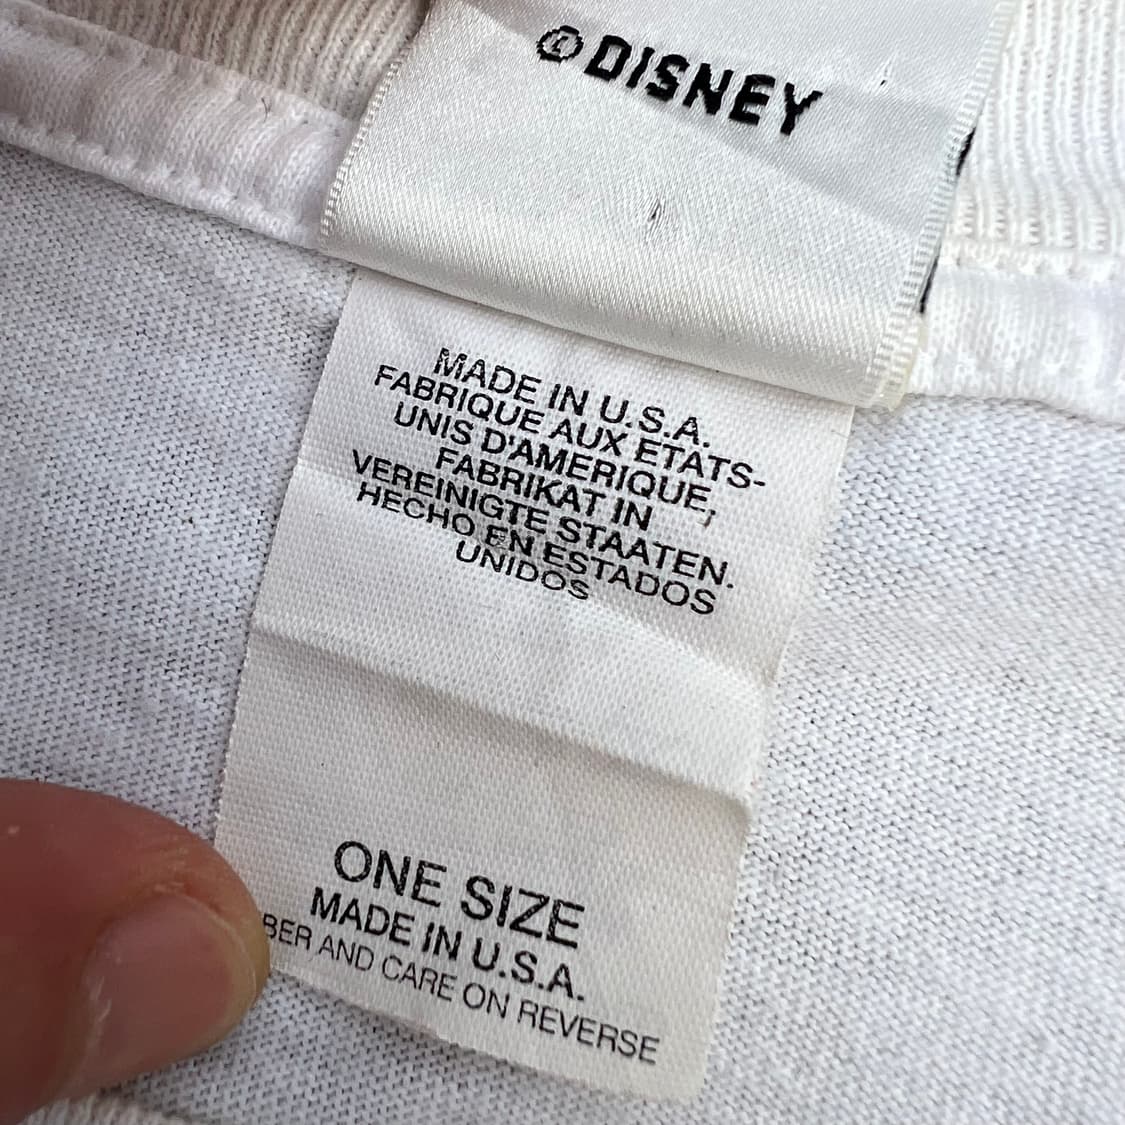 ©DISNEY
MADE IN U.S.A.
FABRIQUE AUX ETATS-
UNIS D'AMERIQUE,
FABRIKAT IN
VEREINIGTE STAATEN.
HECHO EN ESTADOS
UNIDOS
ONE SIZE
MADE IN U.S.A.
BER AND CARE ON REVERSE